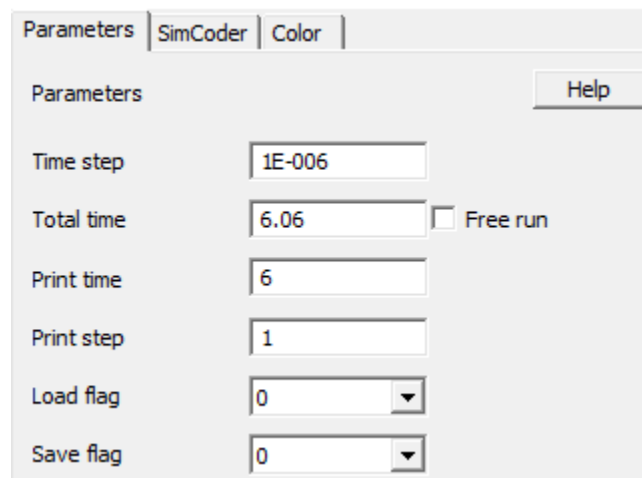 Parameters SimCoder Color
Parameters Help
Time step 1E-006
Total time 6.06 Free run
Print time 6
Print step 1
Load flag 0
Save flag 0